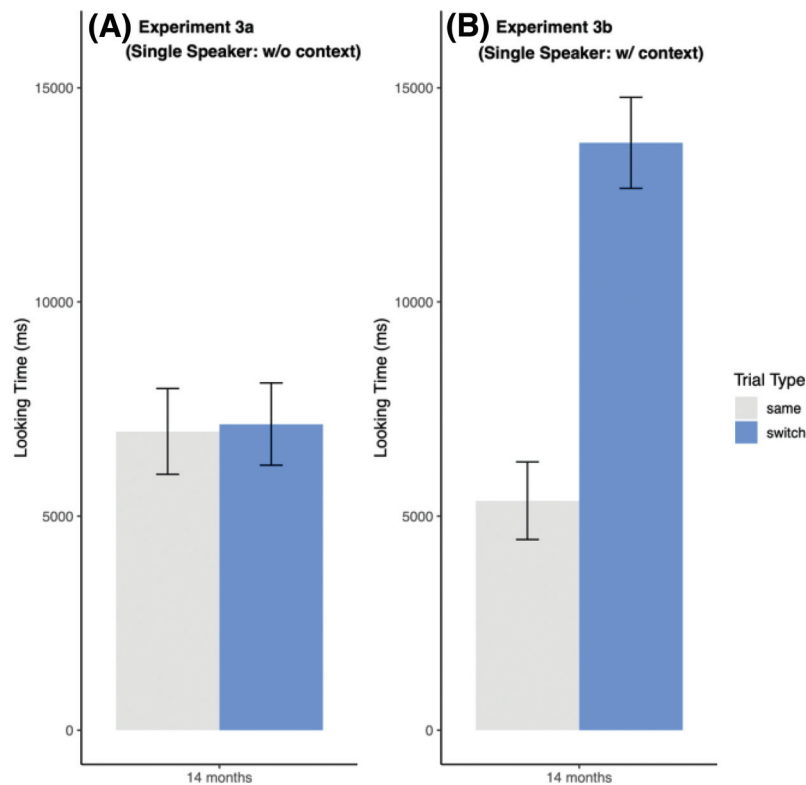 (A) Experiment 3a
(Single Speaker: w/o context)
15000
10000
5000
0
Looking Time (ms)
14 months
(B) Experiment 3b
(Single Speaker: w/ context)
15000
10000
5000
0
Looking Time (ms)
14 months
Trial Type
same
switch